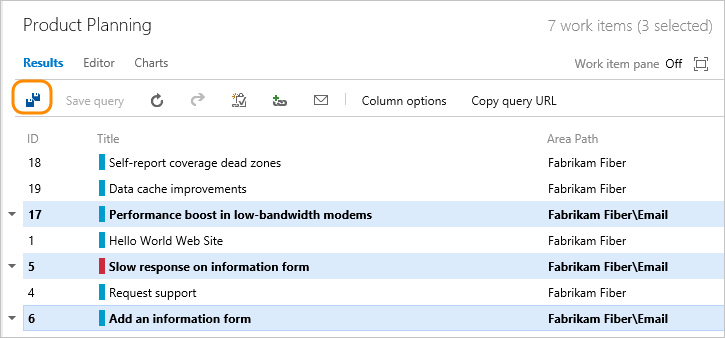 Product Planning 7 work items (3 selected)
Results Editor Charts Work item pane Off
Save query Column options Copy query URL
ID Title Area Path
18 Self-report coverage dead zones Fabrikam Fiber
19 Data cache improvements Fabrikam Fiber
17 Performance boost in low-bandwidth modems Fabrikam Fiber\Email
1 Hello World Web Site Fabrikam Fiber
5 Slow response on information form Fabrikam Fiber\Email
4 Request support Fabrikam Fiber
6 Add an information form Fabrikam Fiber\Email